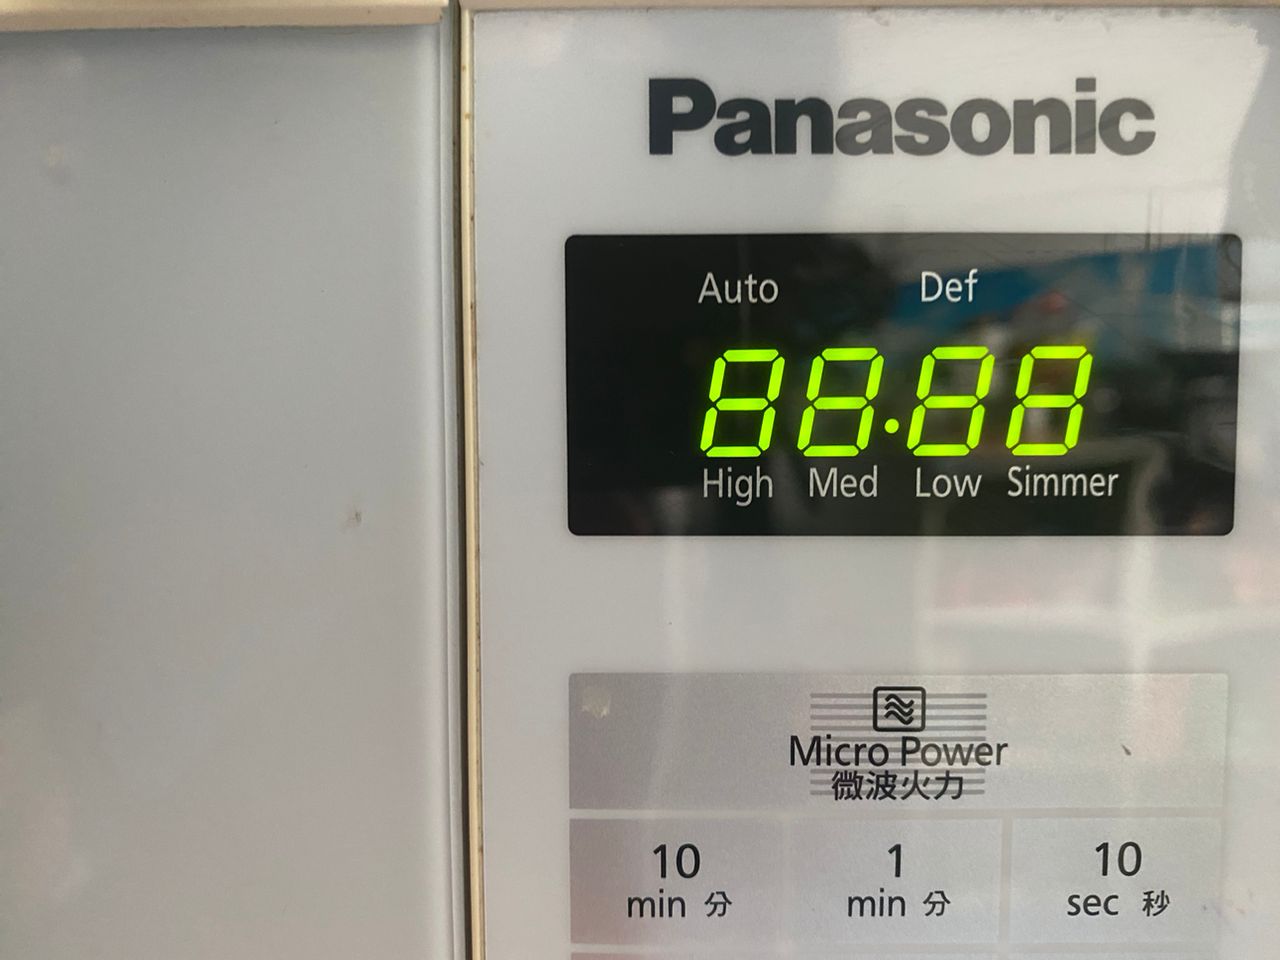 Panasonic
Auto Def
88.88
High Med Low Simmer
Micro Power
微波火力
10 1 10
min 分 min 分 sec 秒